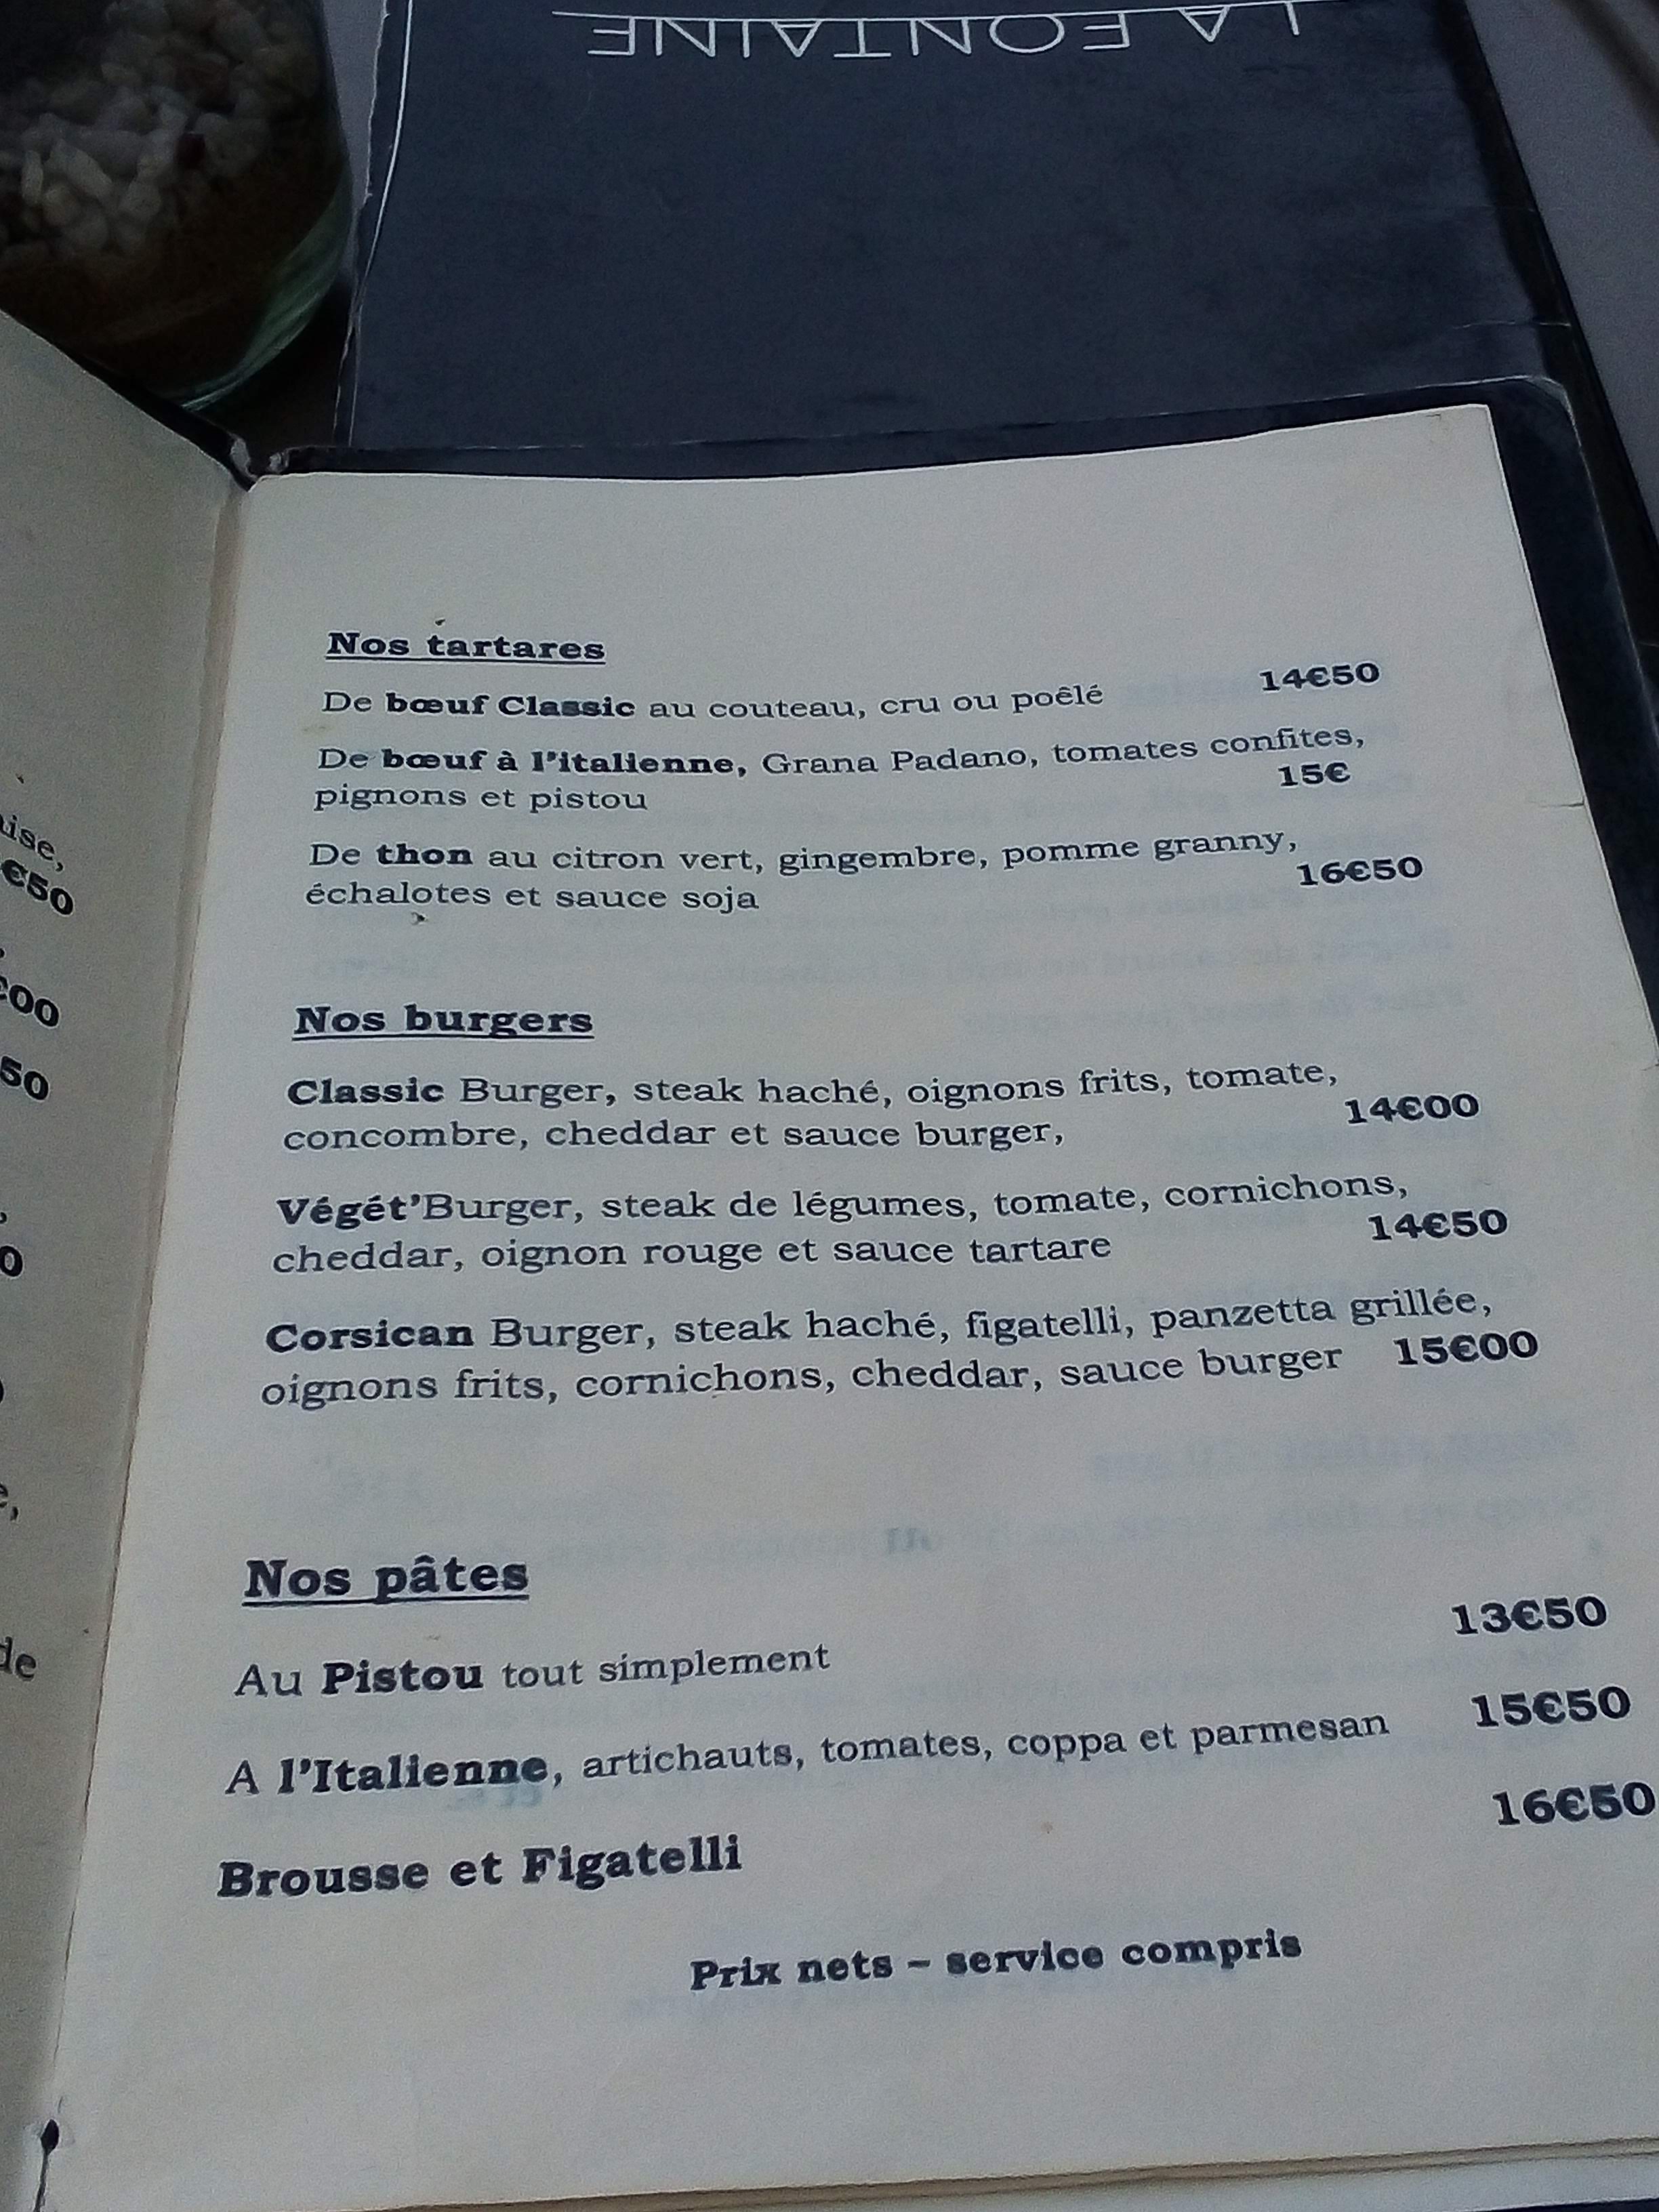 LA FONTAINE
Nos tartares
De bœuf Classic au couteau, cru ou poêlé 14€50
De bœuf à l'italienne, Grana Padano, tomates confites,
pignons et pistou 15€
De thon au citron vert, gingembre, pomme granny,
échalotes et sauce soja 16€50
Nos burgers
Classic Burger, steak haché, oignons frits, tomate,
concombre, cheddar et sauce burger, 14€00
Végét'Burger, steak de légumes, tomate, cornichons,
cheddar, oignon rouge et sauce tartare 14€50
Corsican Burger, steak haché, figatelli, panzetta grillée,
oignons frits, cornichons, cheddar, sauce burger 15€00
Nos pâtes
Au Pistou tout simplement 13€50
A l'Italienne, artichauts, tomates, coppa et parmesan 15€50
Brousse et Figatelli 16€50
Prix nets – service compris